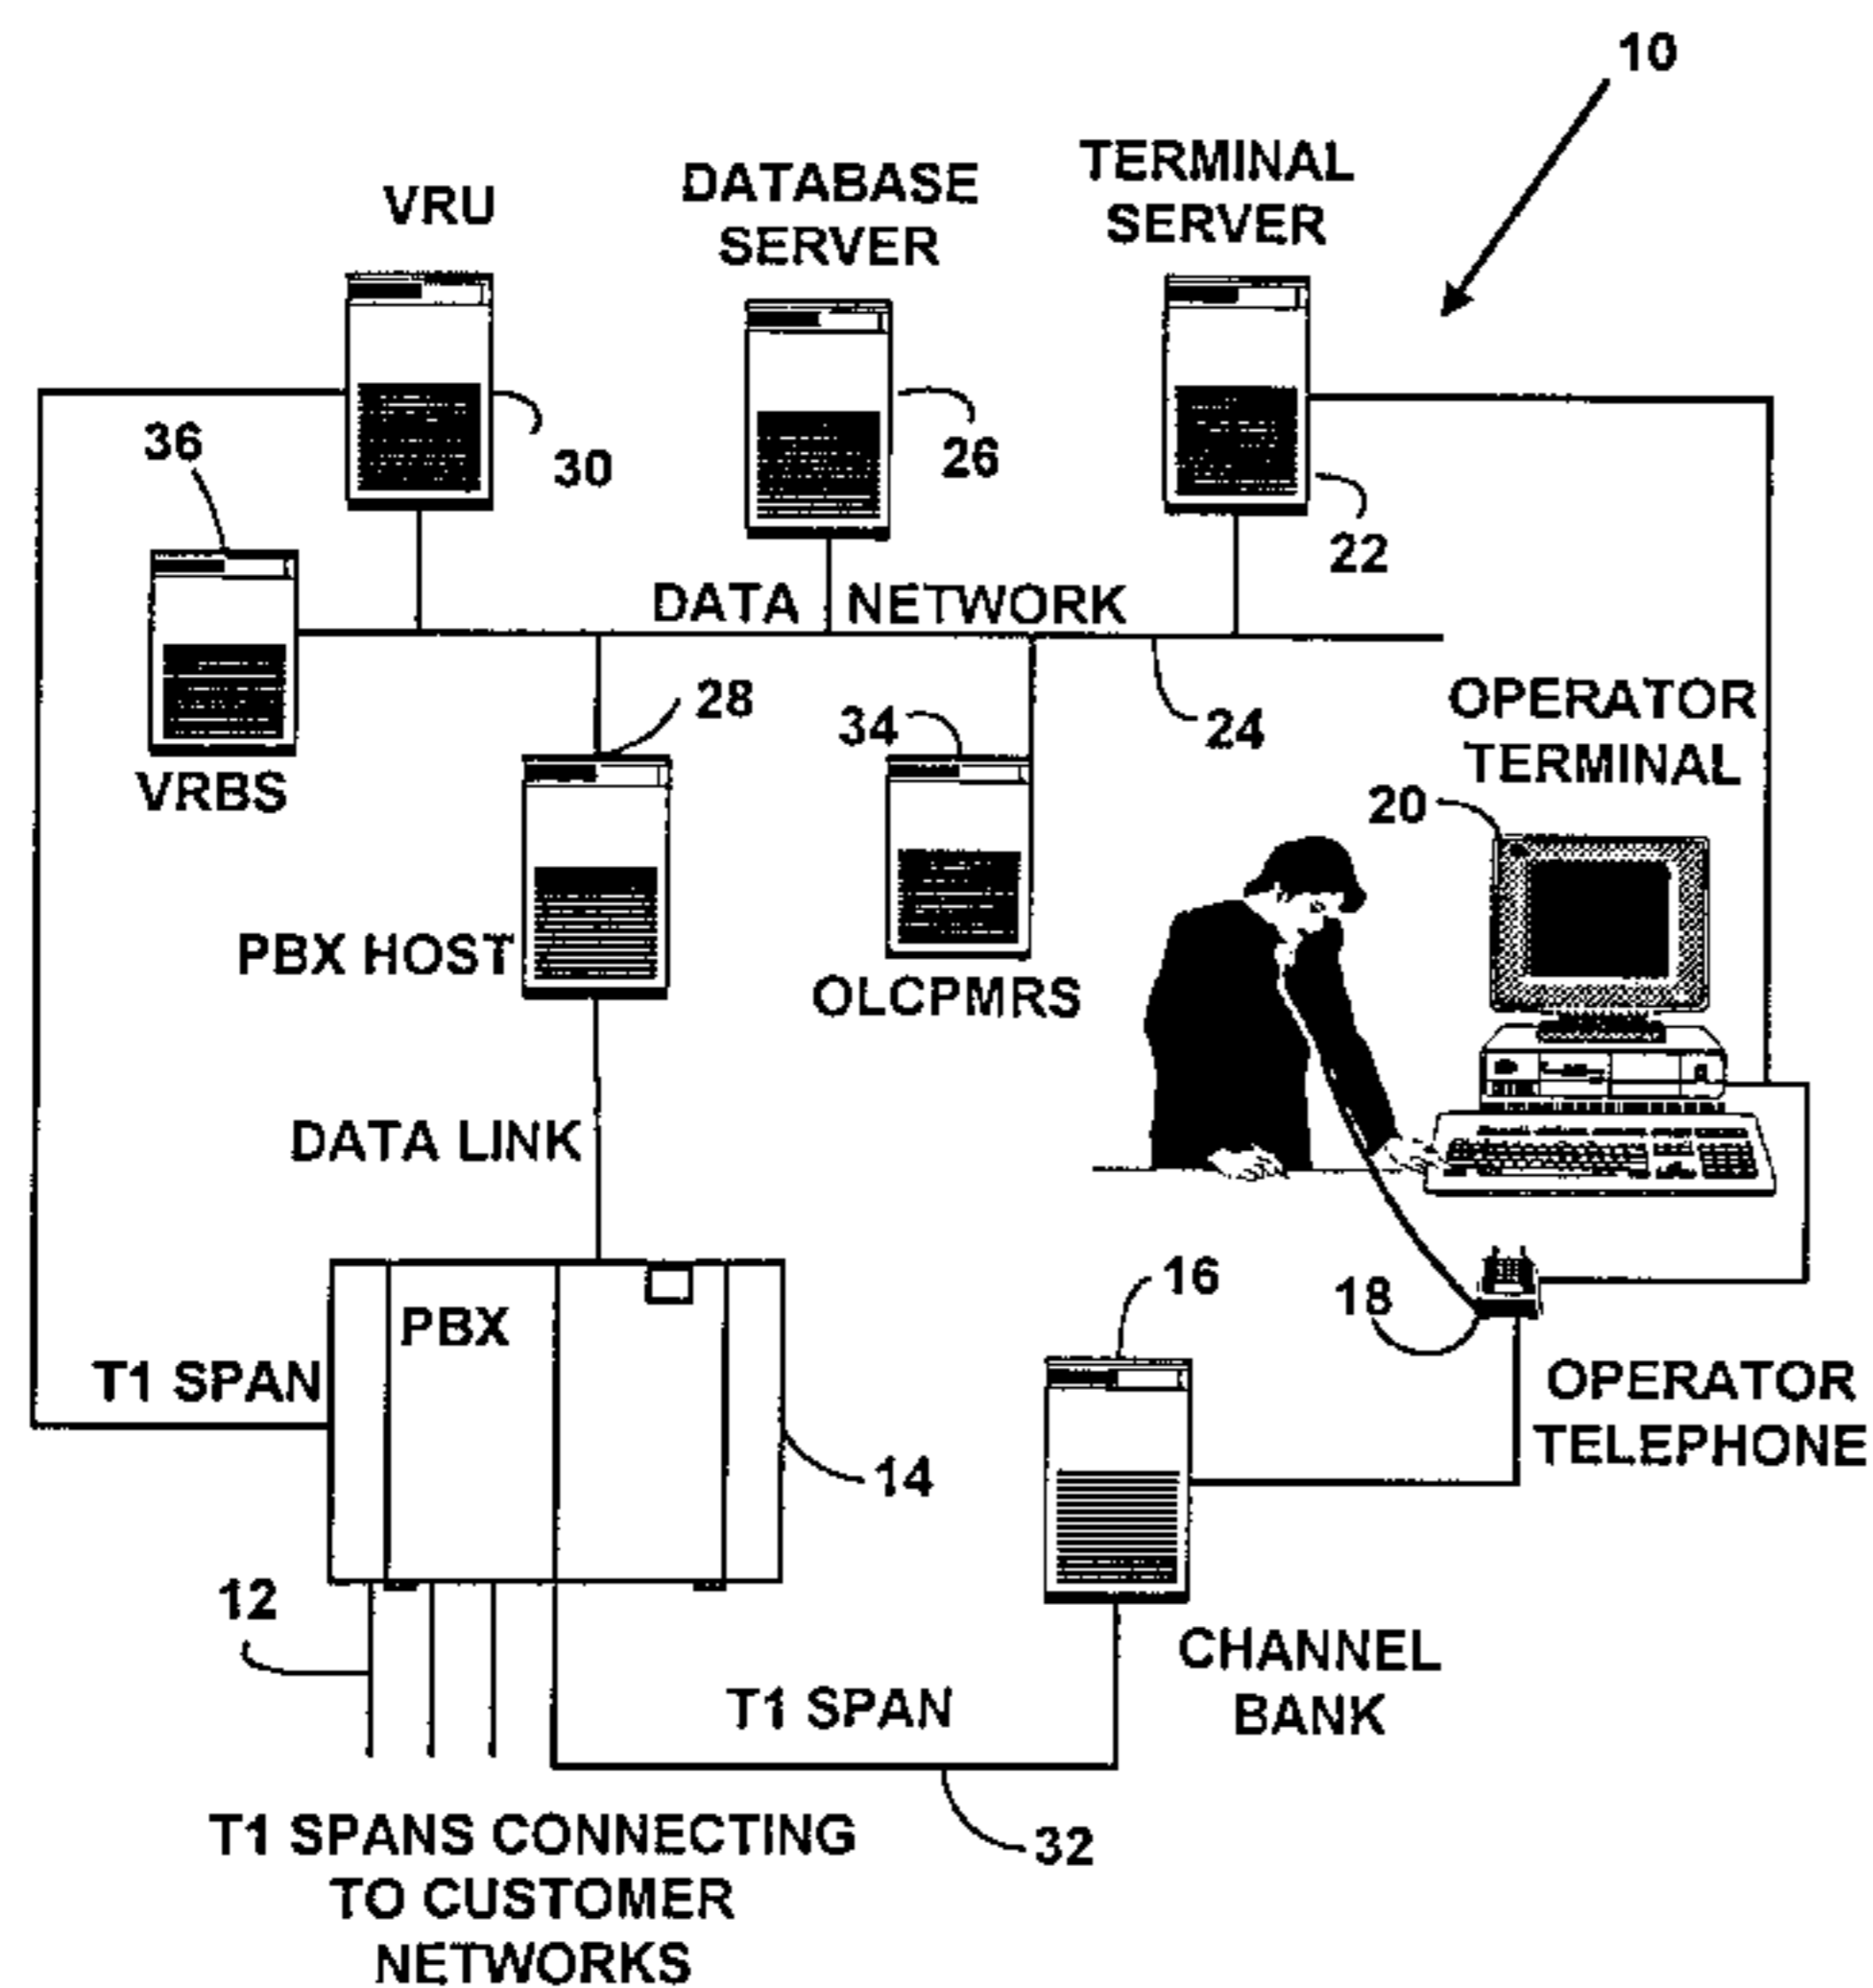 10
VRU
DATABASE
SERVER
TERMINAL
SERVER
36
30
26
22
DATA NETWORK
VRBS
28
34
24
OPERATOR
TERMINAL
20
PBX HOST
OLCPMRS
DATA LINK
PBX
16
18
T1 SPAN
14
OPERATOR
TELEPHONE
12
CHANNEL
BANK
T1 SPAN
32
T1 SPANS CONNECTING
TO CUSTOMER
NETWORKS